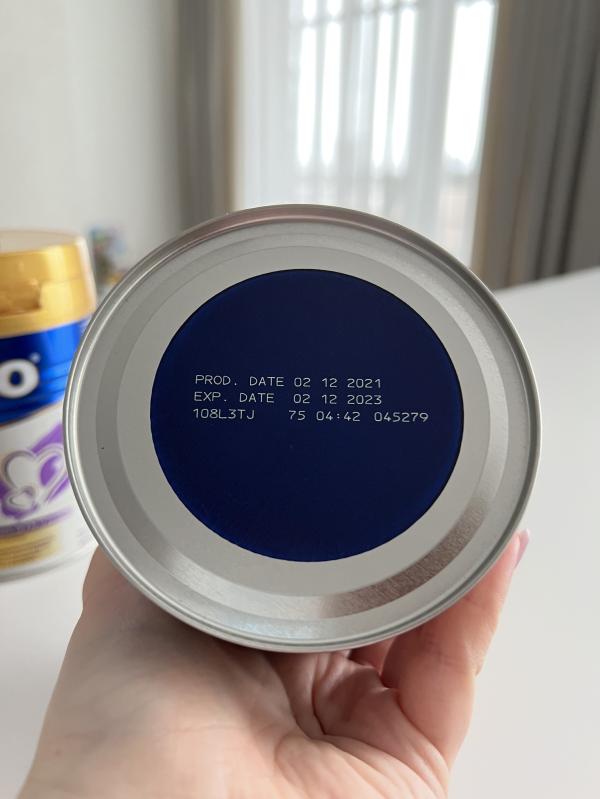 PROD. DATE 02 12 2021
EXP. DATE 02 12 2023
108L3TJ 75 04:42 045279